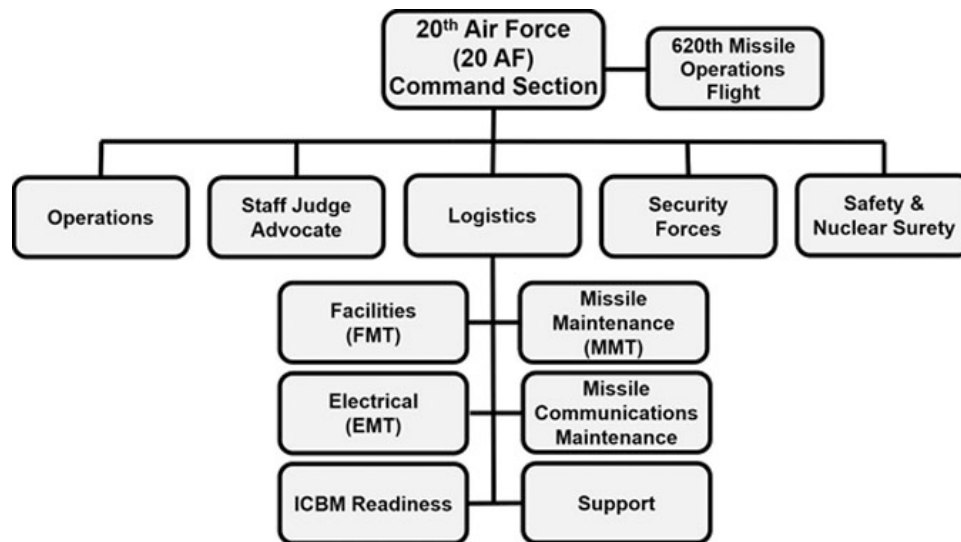 20th Air Force
(20 AF)
Command Section
620th Missile
Operations
Flight
Operations
Staff Judge
Advocate
Logistics
Security
Forces
Safety &
Nuclear Surety
Facilities
(FMT)
Missile
Maintenance
(MMT)
Electrical
(EMT)
Missile
Communications
Maintenance
ICBM Readiness
Support